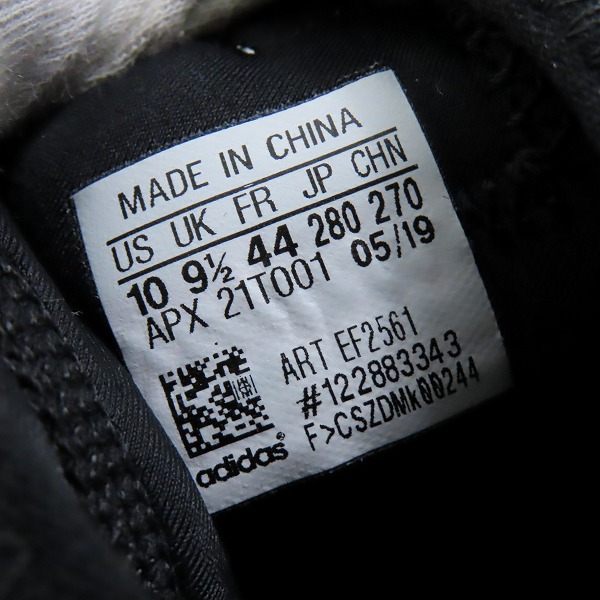 MADE IN CHINA
US UK FR JP CHN
10 9½ 44 280 270
APX 21T001 05/19
ART EF2561
#122883343
F>CSZDMk00244
adidas®